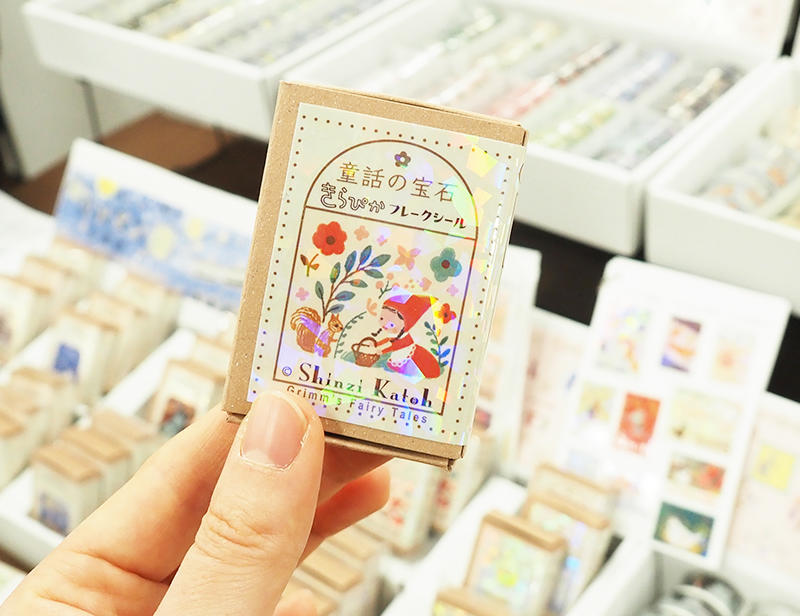 童話の宝石
きらぴか フレークシール
© Shinzi Katoh
Grimm's Fairy Tales